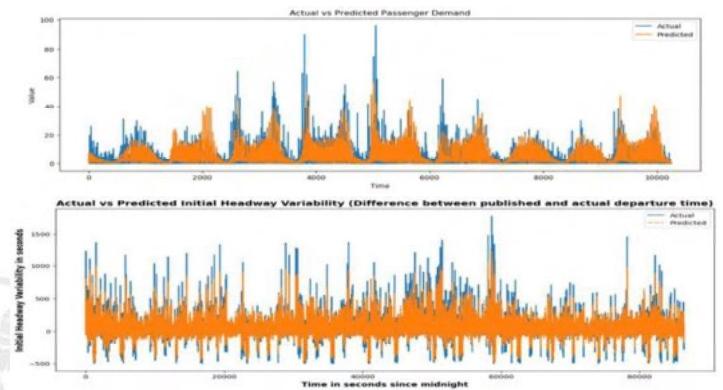 Actual vs Predicted Passenger Demand
100
80
60
40
20
0
Value
Actual
Predicted
0
2000
4000
6000
8000
10000
Time
Actual vs Predicted Initial Headway Variability (Difference between published and actual departure time)
1500
1000
500
0
-500
Initial Headway Variability in seconds
Actual
Predicted
0
20000
40000
60000
80000
Time in seconds since midnight